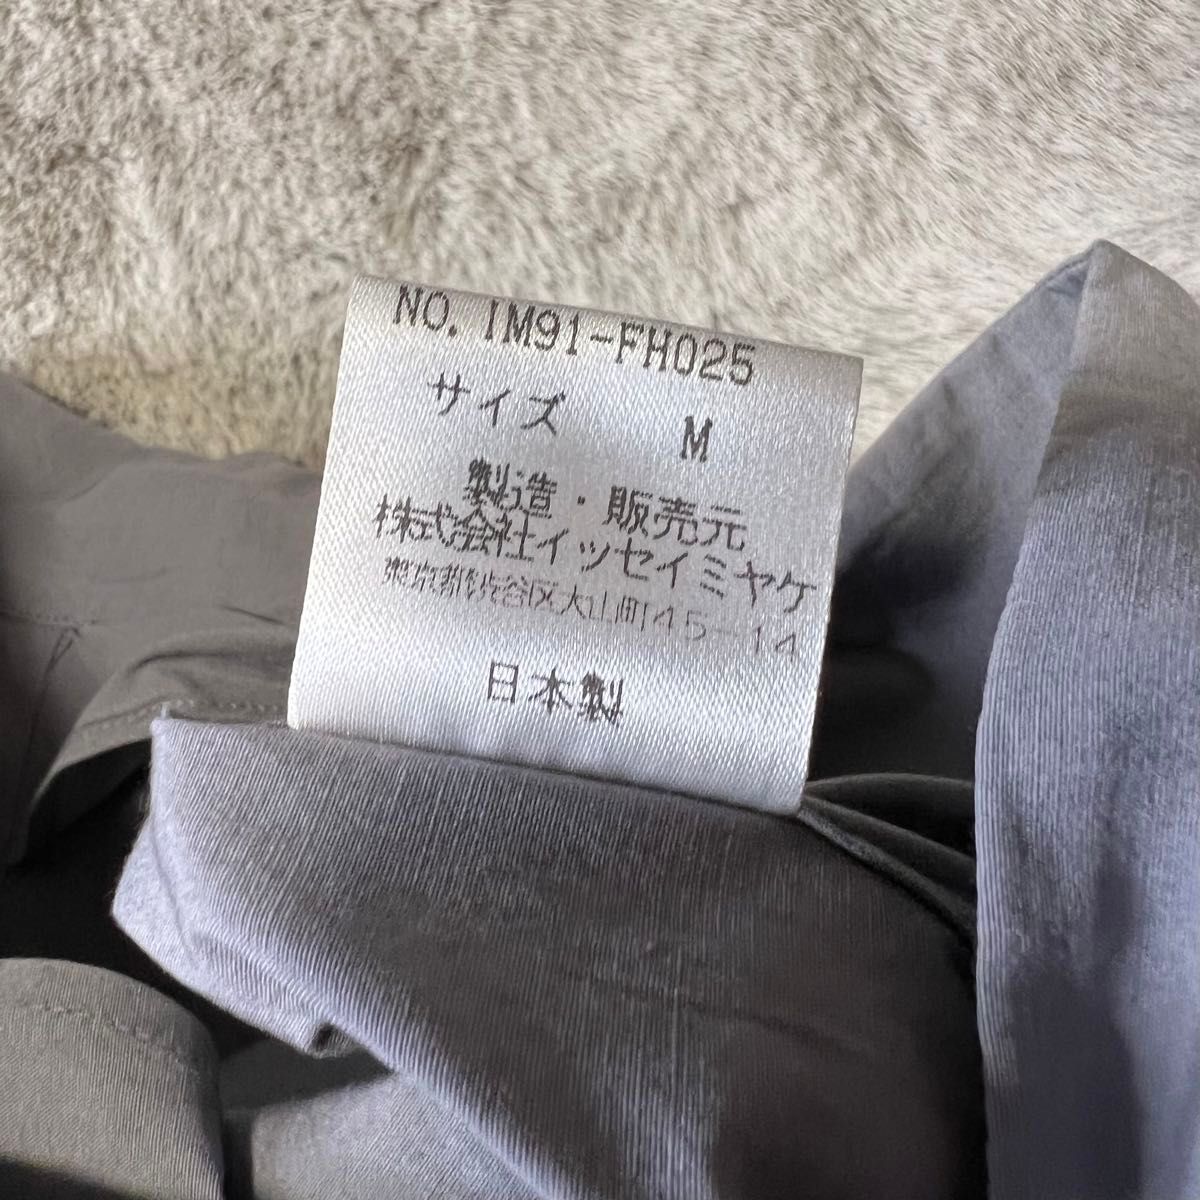 NO. IM91-FH025
サイズ M
製造・販売元
株式会社イッセイミヤケ
東京都渋谷区大山町45-14
日本製